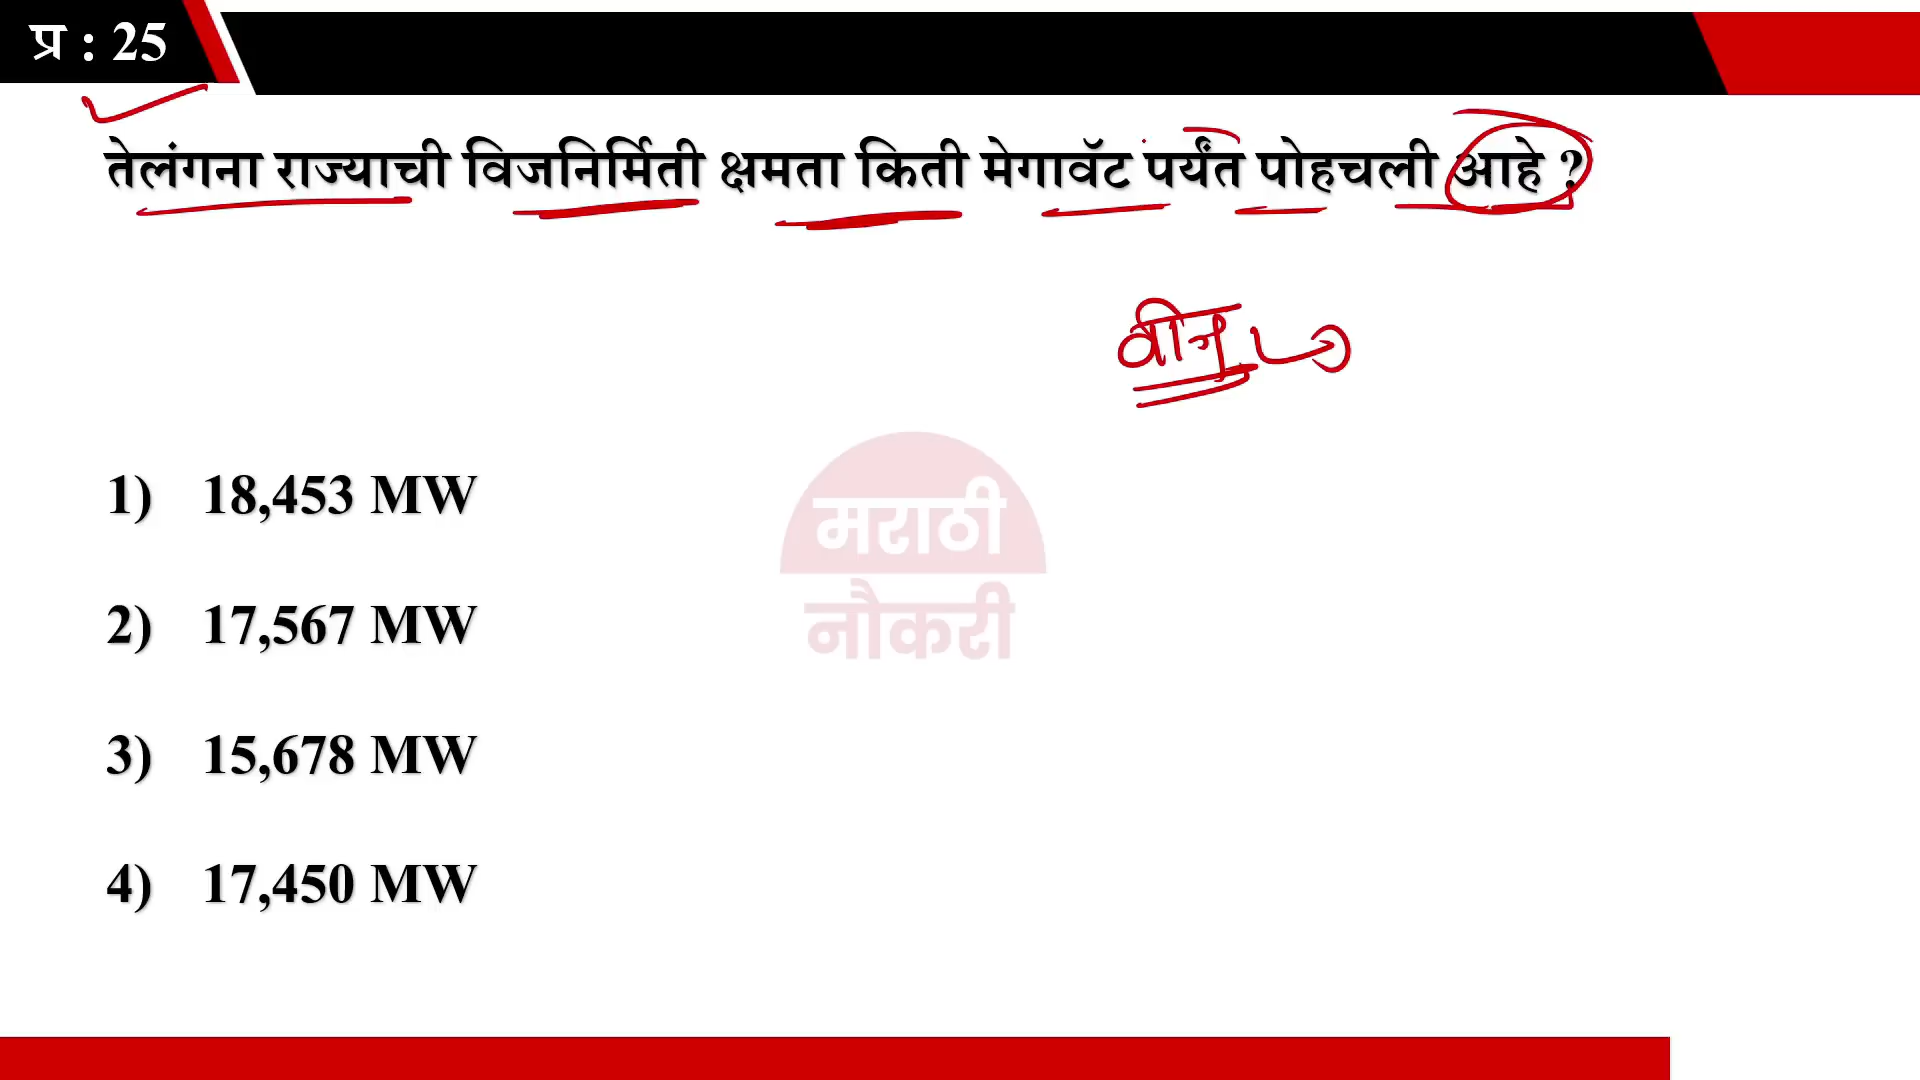 प्र : 25
तेलंगना राज्याची विजनिर्मिती क्षमता किती मेगावॅट पर्यंत पोहचली आहे ?
1) 18,453 MW
मराठी
2) 17,567 MW
नौकरी
3) 15,678 MW
4) 17,450 MW